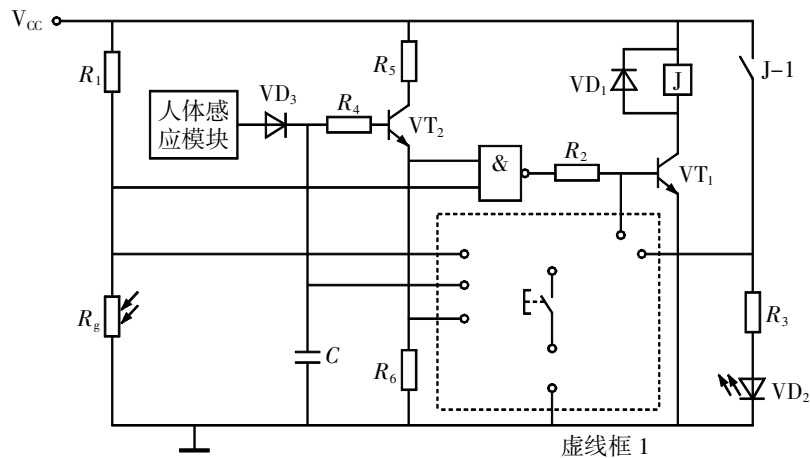 V_CC
R_1
R_5
VD_1
J
J-1
人体感
应模块
VD_3
R_4
VT_2
&
R_2
VT_1
R_g
C
R_6
R_3
VD_2
虚线框 1